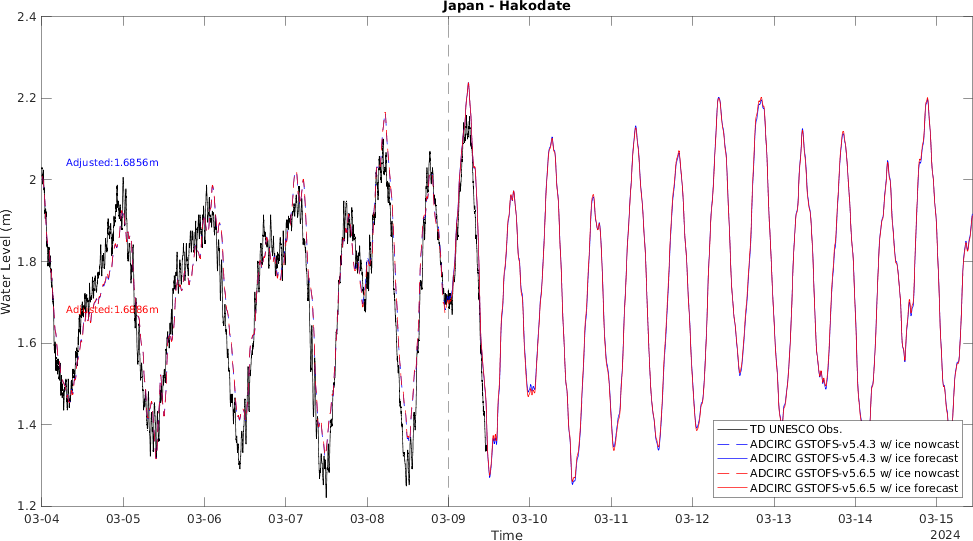 Japan - Hakodate
2.4
2.2
2
1.8
1.6
1.4
1.2
Water Level (m)
Adjusted:1.6856m
Adjusted:1.6886m
TD UNESCO Obs.
ADCIRC GSTOFS-v5.4.3 w/ ice nowcast
ADCIRC GSTOFS-v5.4.3 w/ ice forecast
ADCIRC GSTOFS-v5.6.5 w/ ice nowcast
ADCIRC GSTOFS-v5.6.5 w/ ice forecast
03-04 03-05 03-06 03-07 03-08 03-09 03-10 03-11 03-12 03-13 03-14 03-15
Time
2024